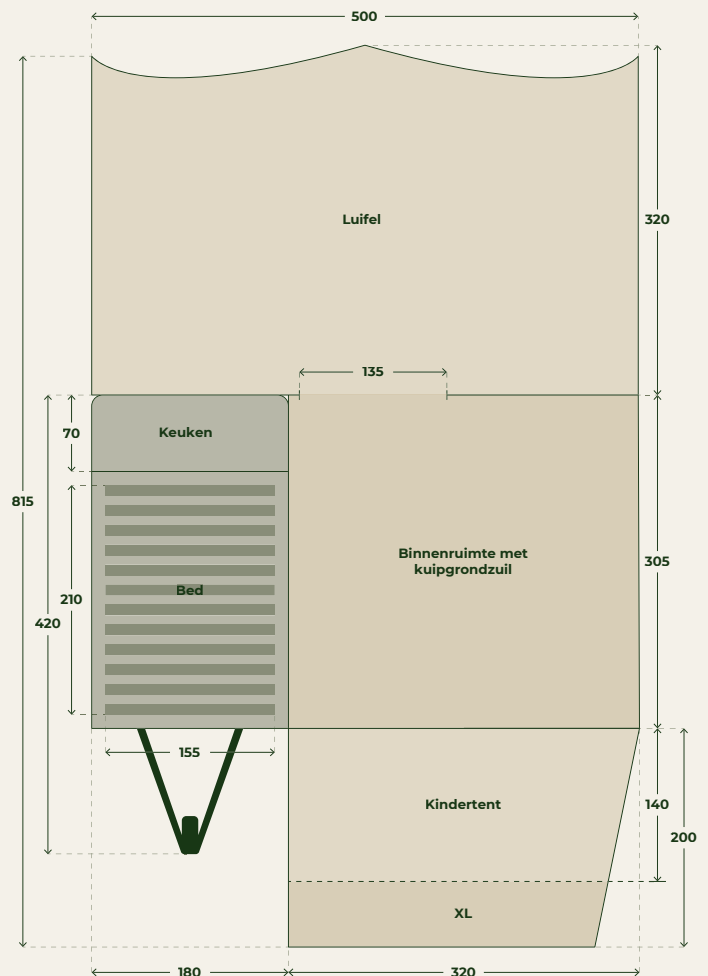 500
Luifel
320
135
Keuken
70
815
Binnenruimte met
kuipgrondzuil
305
Bed
210
420
155
Kindertent
140
200
XL
180
320